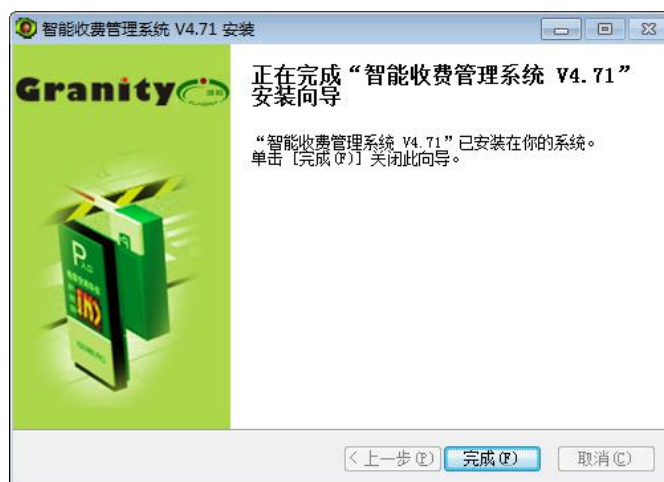 智能收费管理系统 V4.71 安装
Granity
正在完成“智能收费管理系统 V4.71”
安装向导
“智能收费管理系统 V4.71”已安装在你的系统。
单击 [完成(F)] 关闭此向导。
P
入口
P
< 上一步(P)
完成(F)
取消(C)